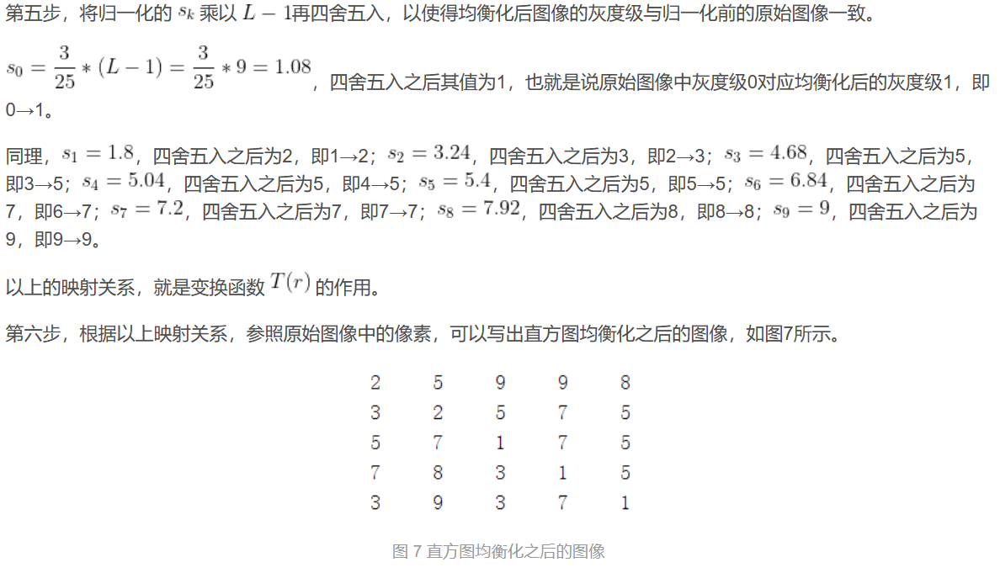 第五步，将归一化的 s_k 乘以 L − 1再四舍五入，以使得均衡化后图像的灰度级与归一化前的原始图像一致。
s_0 = 3/25 * (L − 1) = 3/25 * 9 = 1.08，四舍五入之后其值为1，也就是说原始图像中灰度级0对应均衡化后的灰度级1，即
0→1。
同理，s_1 = 1.8，四舍五入之后为2，即1→2；s_2 = 3.24，四舍五入之后为3，即2→3；s_3 = 4.68，四舍五入之后为5，
即3→5；s_4 = 5.04，四舍五入之后为5，即4→5；s_5 = 5.4，四舍五入之后为5，即5→5；s_6 = 6.84，四舍五入之后为
7，即6→7；s_7 = 7.2，四舍五入之后为7，即7→7；s_8 = 7.92，四舍五入之后为8，即8→8；s_9 = 9，四舍五入之后为
9，即9→9。
以上的映射关系，就是变换函数 T(r) 的作用。
第六步，根据以上映射关系，参照原始图像中的像素，可以写出直方图均衡化之后的图像，如图7所示。
2 5 9 9 8
3 2 5 7 5
5 7 1 7 5
7 8 3 1 5
3 9 3 7 1
图 7 直方图均衡化之后的图像